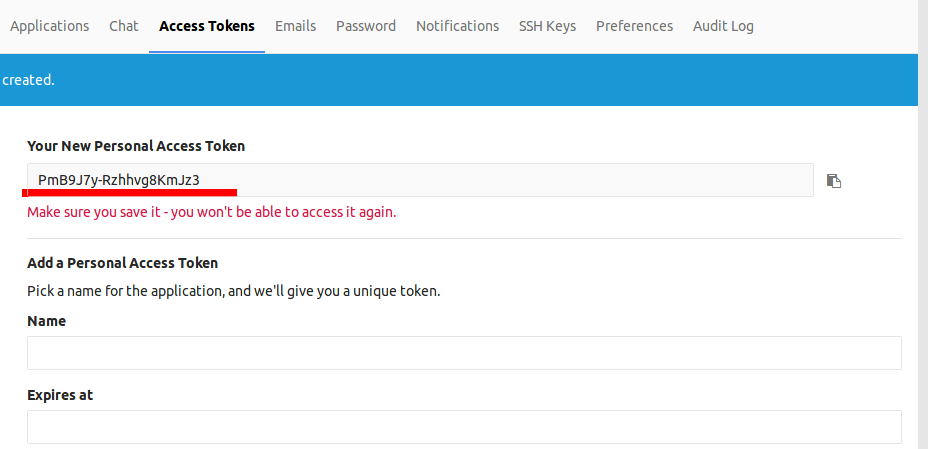 Applications Chat Access Tokens Emails Password Notifications SSH Keys Preferences Audit Log
created.
Your New Personal Access Token
PmB9J7y-Rzhhvg8KmJz3
Make sure you save it - you won't be able to access it again.
Add a Personal Access Token
Pick a name for the application, and we'll give you a unique token.
Name
Expires at